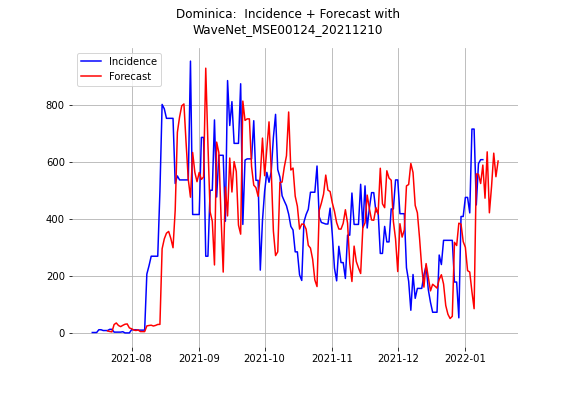 Dominica:  Incidence + Forecast with
WaveNet_MSE00124_20211210
Incidence
Forecast
800
600
400
200
0
2021-08
2021-09
2021-10
2021-11
2021-12
2022-01